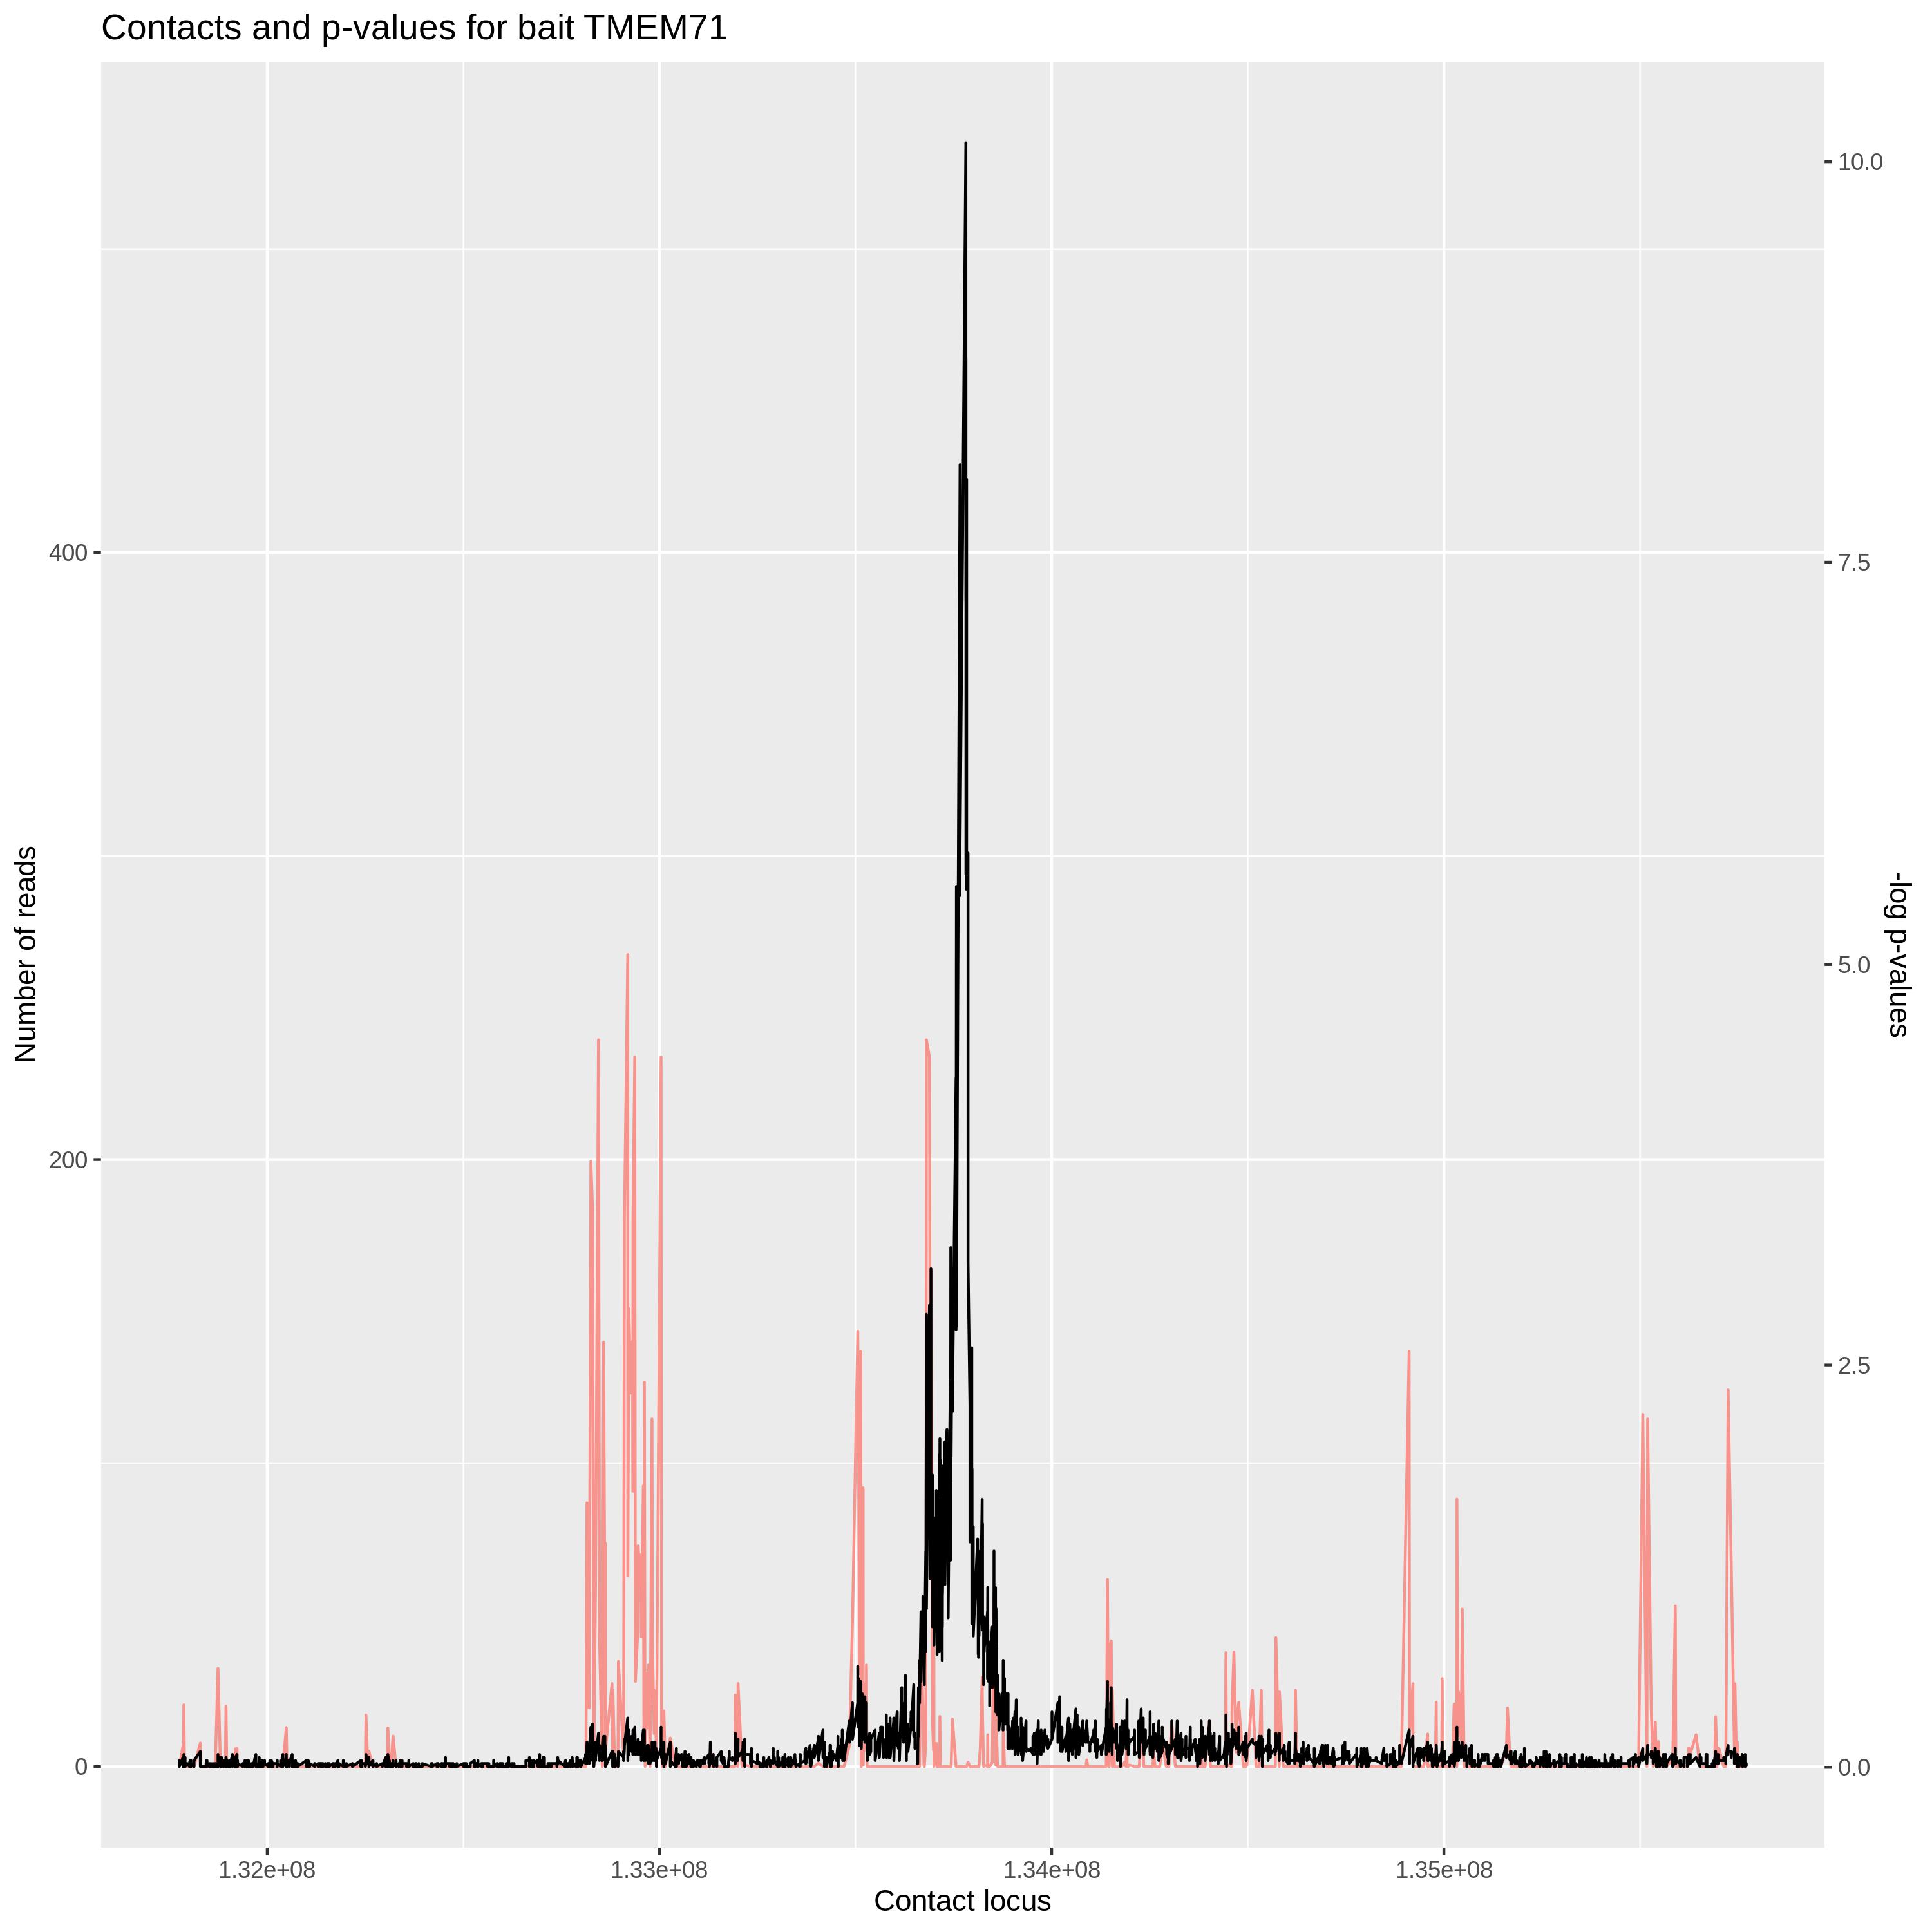 Contacts and p-values for bait TMEM71
Number of reads
400
200
0
10.0
7.5
5.0
2.5
0.0
-log p-values
1.32e+08
1.33e+08
1.34e+08
1.35e+08
Contact locus